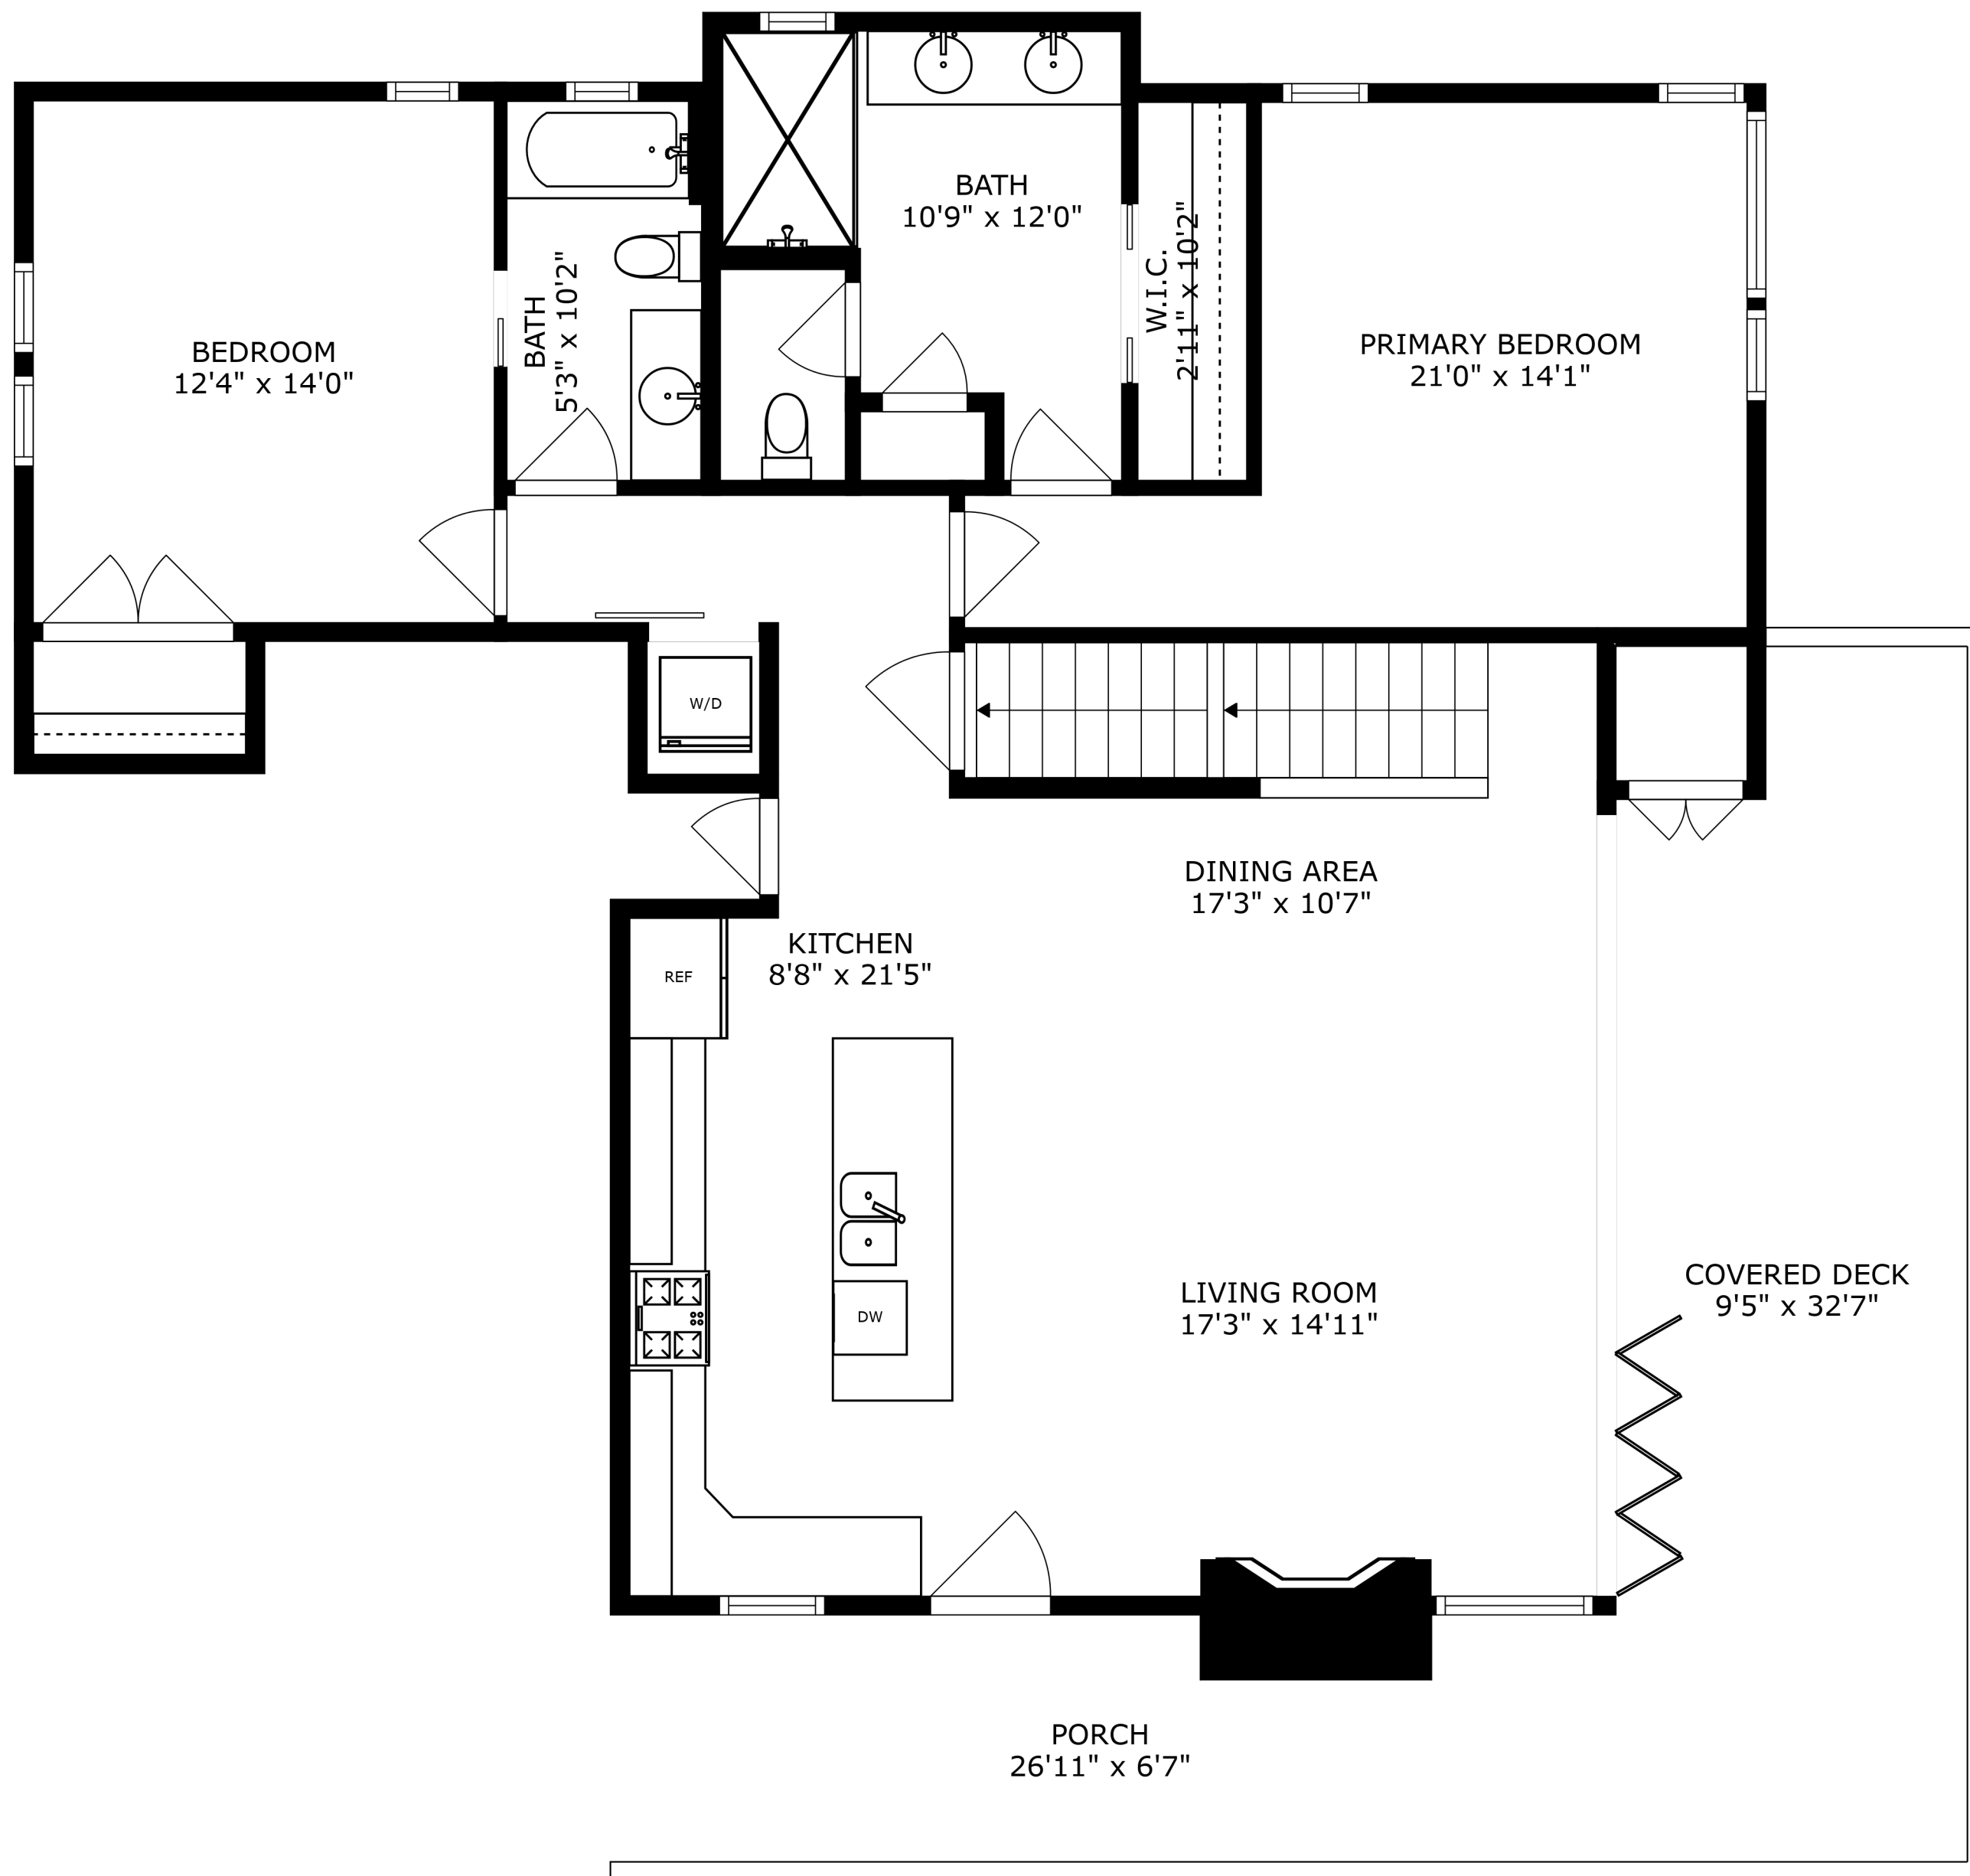 BATH
10'9" x 12'0"
W.I.C.
2'11" x 10'2"
BATH
5'3" x 10'2"
BEDROOM
12'4" x 14'0"
PRIMARY BEDROOM
21'0" x 14'1"
W/D
DINING AREA
17'3" x 10'7"
KITCHEN
8'8" x 21'5"
REF
COVERED DECK
9'5" x 32'7"
LIVING ROOM
17'3" x 14'11"
DW
PORCH
26'11" x 6'7"